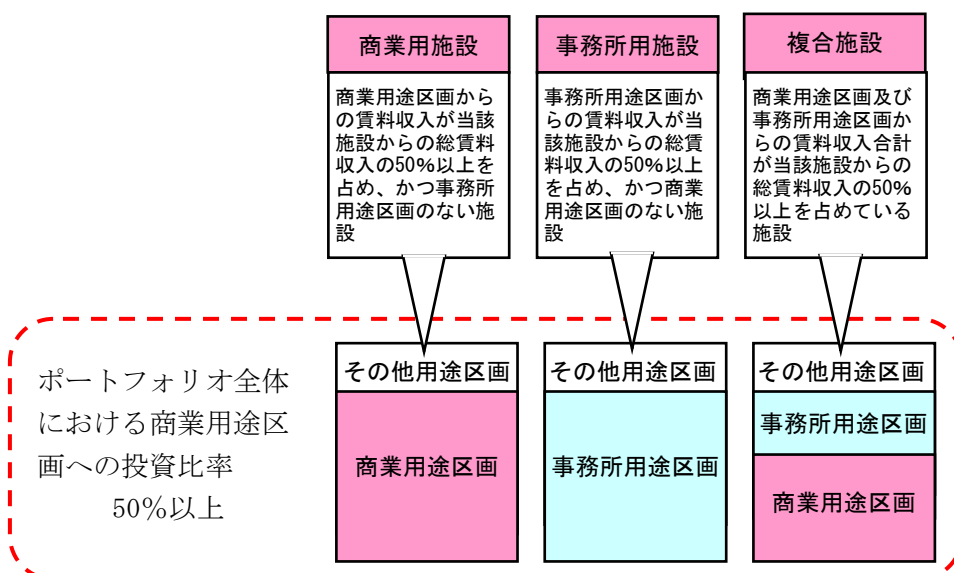 商業用施設
商業用途区画から
の賃料収入が当該
施設からの総賃料
収入の50%以上を
占め、かつ事務所
用途区画のない施
設
事務所用施設
事務所用途区画か
らの賃料収入が当
該施設からの総賃
料収入の50%以上
を占め、かつ商業
用途区画のない施
設
複合施設
商業用途区画及び
事務所用途区画か
らの賃料収入合計
が当該施設からの
総賃料収入の50%
以上を占めている
施設
ポートフォリオ全体
における商業用途区
画への投資比率
50%以上
その他用途区画
商業用途区画
その他用途区画
事務所用途区画
その他用途区画
事務所用途区画
商業用途区画